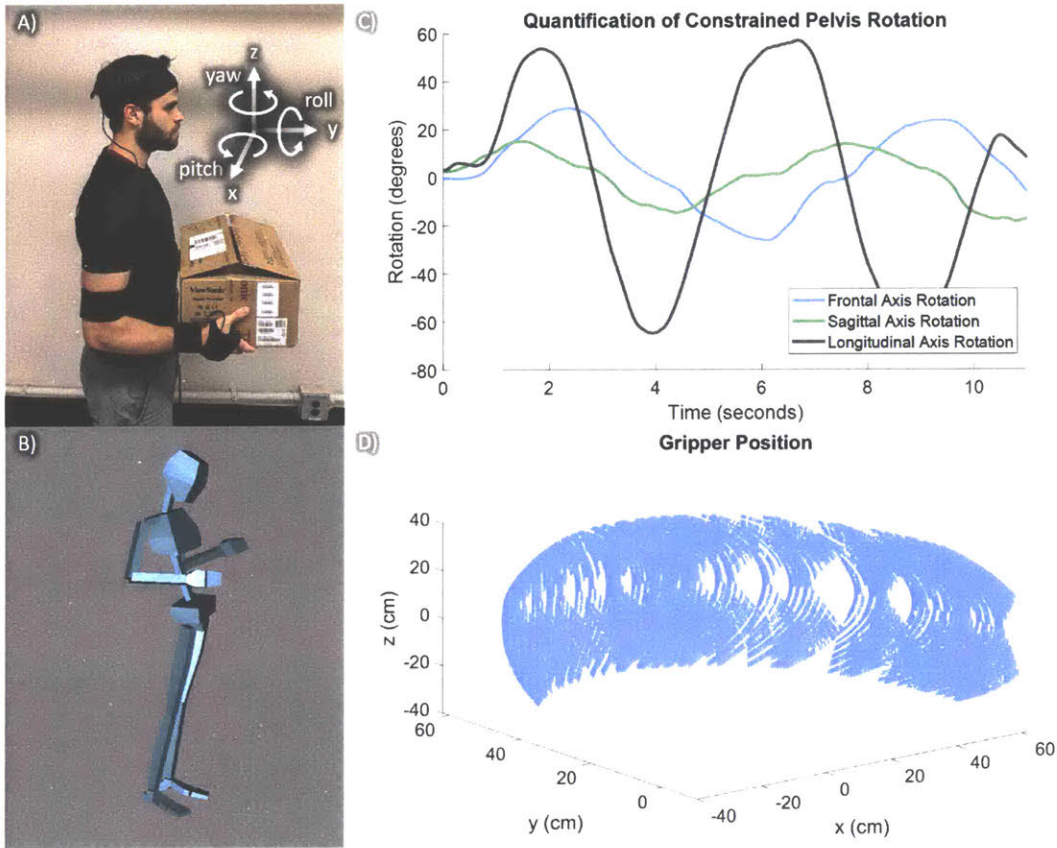 A)
z
yaw
roll
y
pitch
x
ViewSonic
B)
C)
Quantification of Constrained Pelvis Rotation
60
40
20
0
-20
-40
-60
-80
Rotation (degrees)
Frontal Axis Rotation
Sagittal Axis Rotation
Longitudinal Axis Rotation
0 2 4 6 8 10
Time (seconds)
D)
Gripper Position
40
20
0
-20
-40
z (cm)
60
40
20
0
y (cm)
-40
-20
0
20
40
60
x (cm)